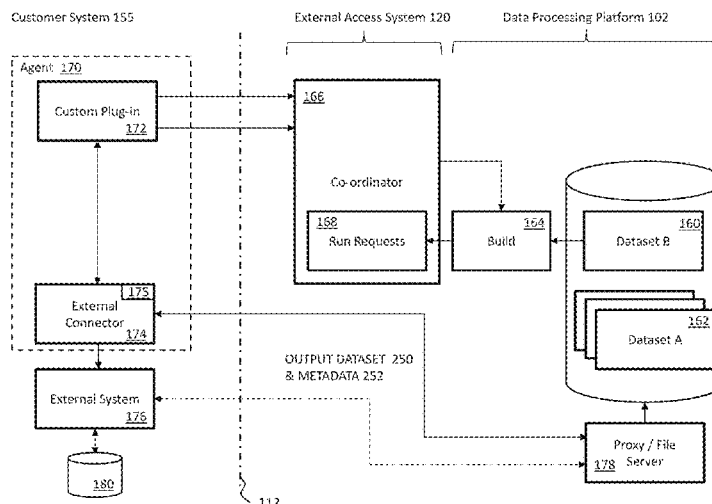 Customer System 155
External Access System 120
Data Processing Platform 102
Agent 170
Custom Plug-in
172
166
Co-ordinator
168
Run Requests
164
Build
160
Dataset B
162
Dataset A
175
External
Connector
174
OUTPUT DATASET 250
& METADATA 252
External System
176
180
Proxy / File
Server
178
112